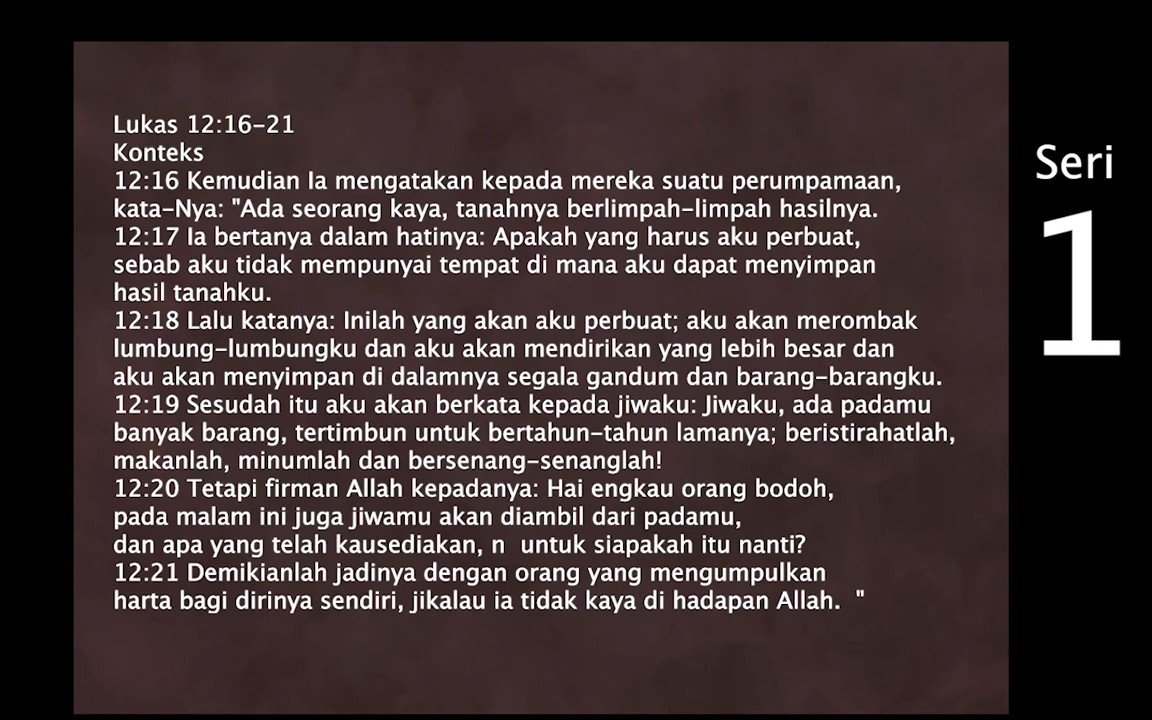 Lukas 12:16-21
Konteks
12:16 Kemudian Ia mengatakan kepada mereka suatu perumpamaan,
kata-Nya: "Ada seorang kaya, tanahnya berlimpah-limpah hasilnya.
12:17 Ia bertanya dalam hatinya: Apakah yang harus aku perbuat,
sebab aku tidak mempunyai tempat di mana aku dapat menyimpan
hasil tanahku.
12:18 Lalu katanya: Inilah yang akan aku perbuat; aku akan merombak
lumbung-lumbungku dan aku akan mendirikan yang lebih besar dan
aku akan menyimpan di dalamnya segala gandum dan barang-barangku.
12:19 Sesudah itu aku akan berkata kepada jiwaku: Jiwaku, ada padamu
banyak barang, tertimbun untuk bertahun-tahun lamanya; beristirahatlah,
makanlah, minumlah dan bersenang-senanglah!
12:20 Tetapi firman Allah kepadanya: Hai engkau orang bodoh,
pada malam ini juga jiwamu akan diambil dari padamu,
dan apa yang telah kausediakan, n  untuk siapakah itu nanti?
12:21 Demikianlah jadinya dengan orang yang mengumpulkan
harta bagi dirinya sendiri, jikalau ia tidak kaya di hadapan Allah.  "
Seri
1